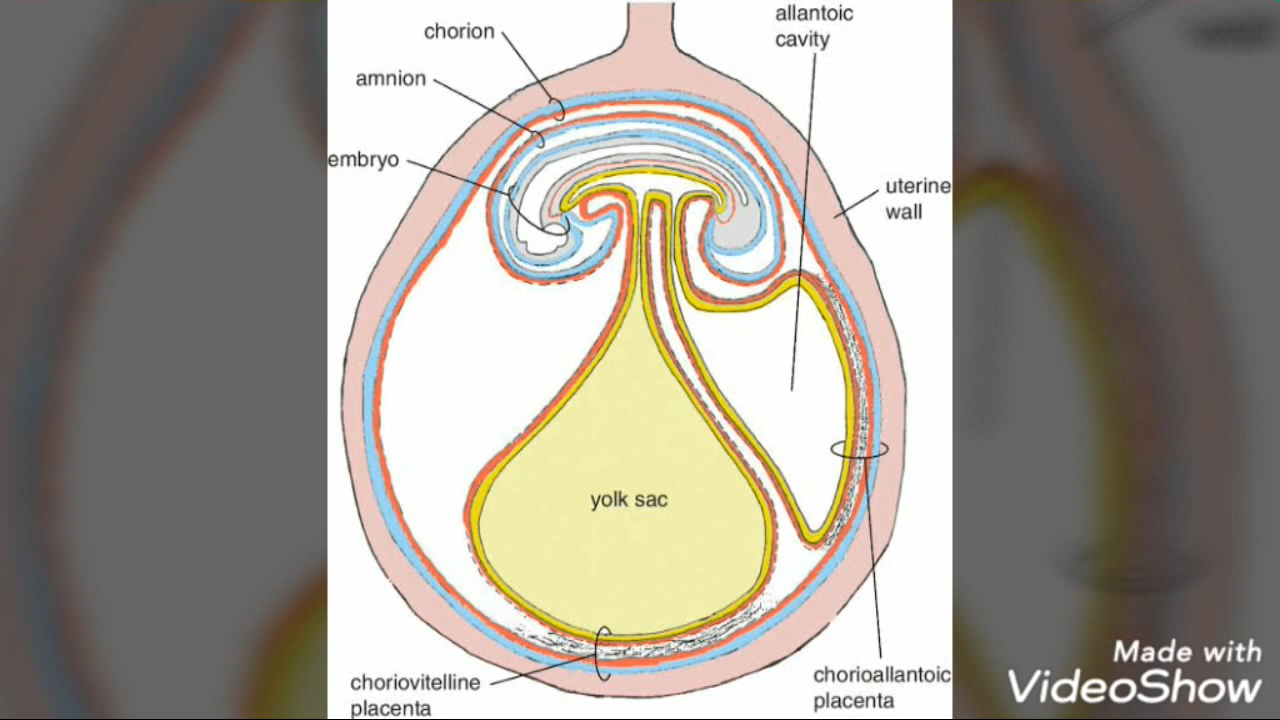 allantoic
cavity
chorion
amnion
embryo
uterine
wall
yolk sac
choriovitelline
placenta
chorioallantoic
placenta
Made with
VideoShow